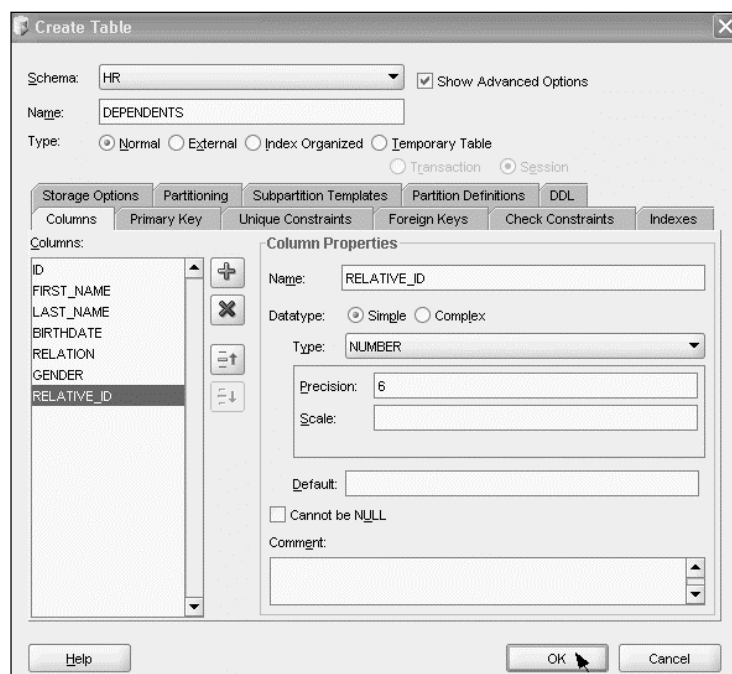 Create Table
Schema: HR Show Advanced Options
Name: DEPENDENTS
Type: Normal External Index Organized Temporary Table
Transaction Session
Storage Options Partitioning Subpartition Templates Partition Definitions DDL
Columns Primary Key Unique Constraints Foreign Keys Check Constraints Indexes
Columns:
ID
FIRST_NAME
LAST_NAME
BIRTHDATE
RELATION
GENDER
RELATIVE_ID
Column Properties
Name: RELATIVE_ID
Datatype: Simple Complex
Type: NUMBER
Precision: 6
Scale:
Default:
Cannot be NULL
Comment:
Help OK Cancel